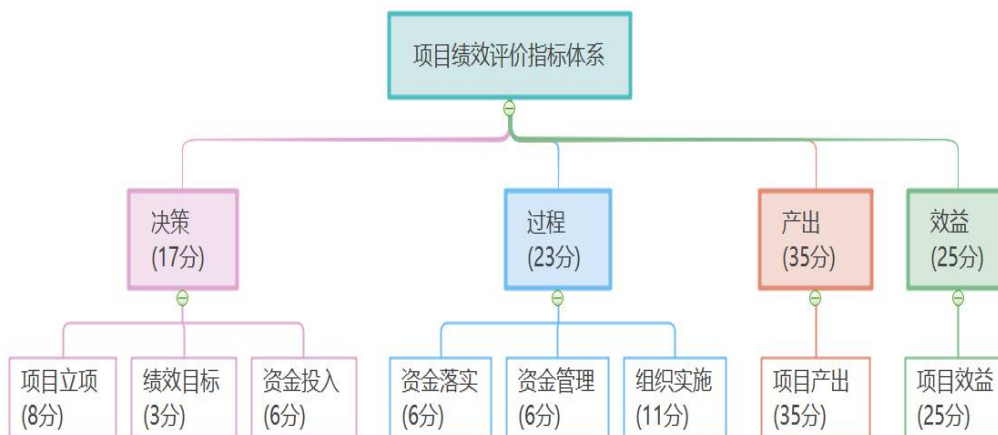 项目绩效评价指标体系
决策
(17分)
过程
(23分)
产出
(35分)
效益
(25分)
项目立项
(8分)
绩效目标
(3分)
资金投入
(6分)
资金落实
(6分)
资金管理
(6分)
组织实施
(11分)
项目产出
(35分)
项目效益
(25分)